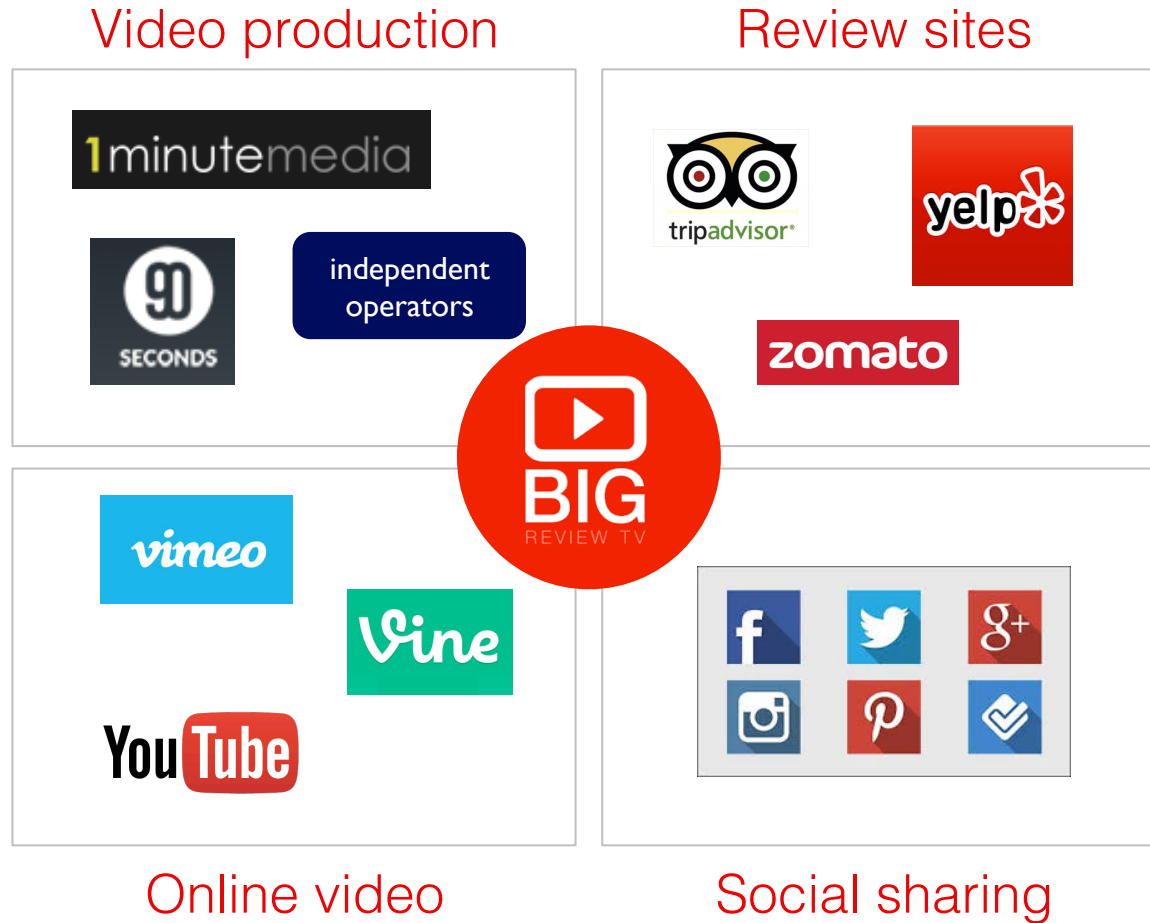 Video production
Review sites
1minutemedia
90
SECONDS
independent
operators
tripadvisor®
yelp
zomato
BIG
REVIEW TV
vimeo
Vine
YouTube
f
g+
p
Online video
Social sharing